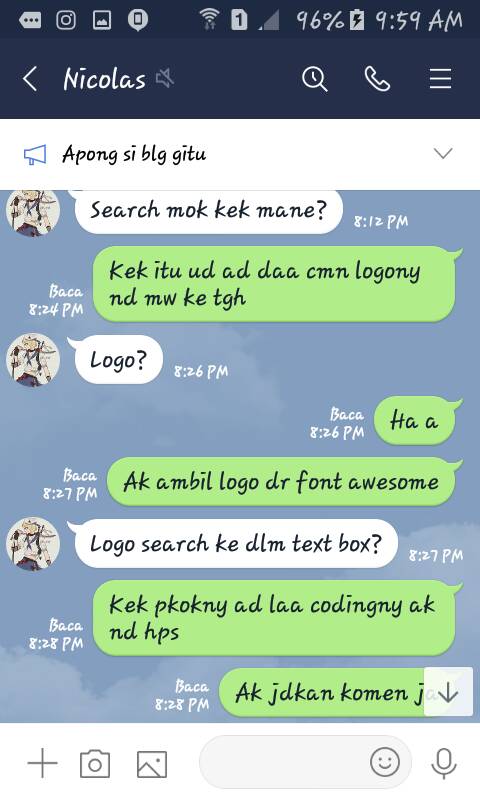 1 96% 9:59 AM
Nicolas
Apong si blg gitu
Search mok kek mane?
8:12 PM
Kek itu ud ad daa cmn logony
nd mw ke tgh
Baca
8:24 PM
Logo?
8:26 PM
Ha a
Baca
8:26 PM
Ak ambil logo dr font awesome
Baca
8:27 PM
Logo search ke dlm text box?
8:27 PM
Kek pkokny ad laa codingny ak
nd hps
Baca
8:28 PM
Ak jdkan komen
Baca
8:28 PM